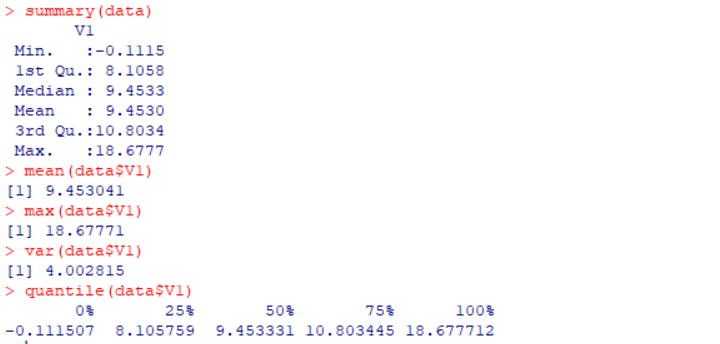 > summary(data)
V1
Min.   :-0.1115
1st Qu.: 8.1058
Median : 9.4533
Mean   : 9.4530
3rd Qu.:10.8034
Max.   :18.6777
> mean(data$V1)
[1] 9.453041
> max(data$V1)
[1] 18.67771
> var(data$V1)
[1] 4.002815
> quantile(data$V1)
0%       25%       50%       75%      100%
-0.111507  8.105759  9.453331 10.803445 18.677712